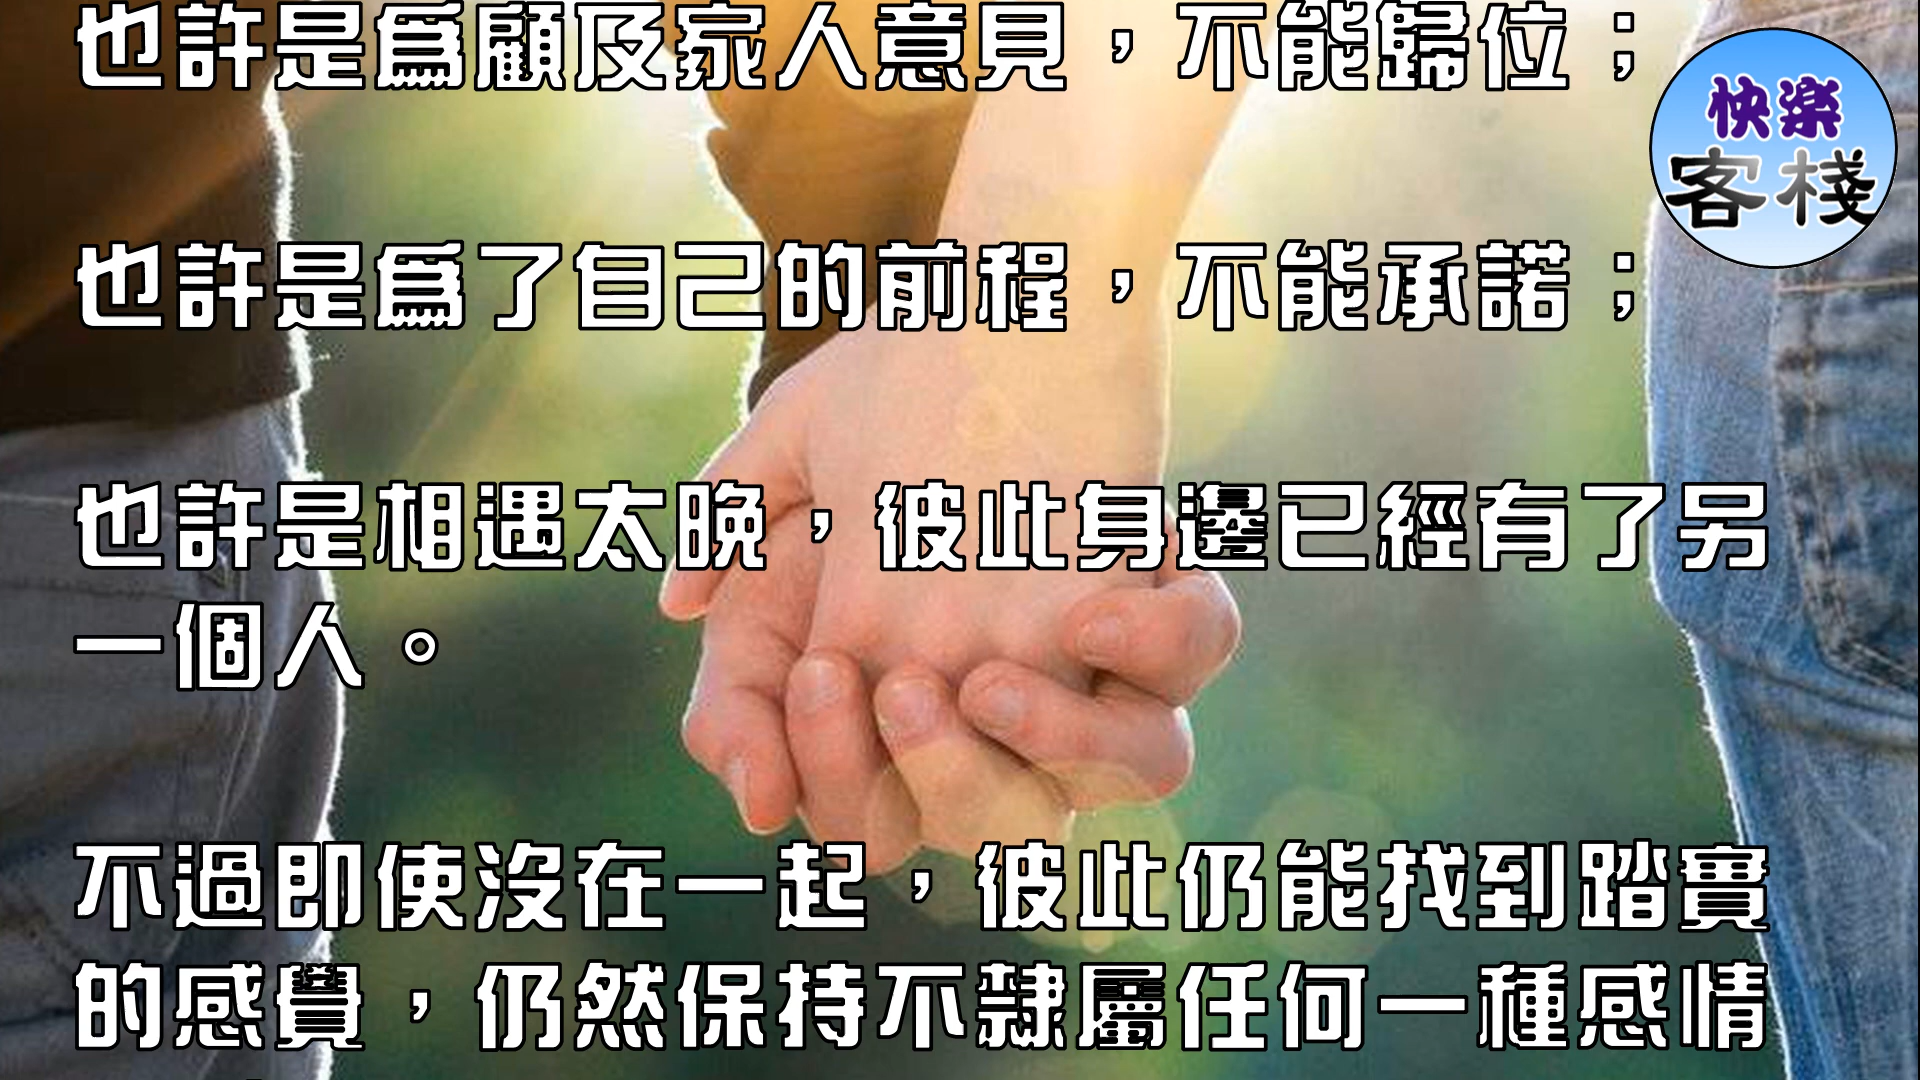 也許是為顧及家人意見，不能歸位；
快樂
客棧
也許是為了自己的前程，不能承諾；
也許是相遇太晚，彼此身邊已經有了另
一個人。
不過即使沒在一起，彼此仍能找到踏實
的感覺，仍然保持不隸屬任何一種感情